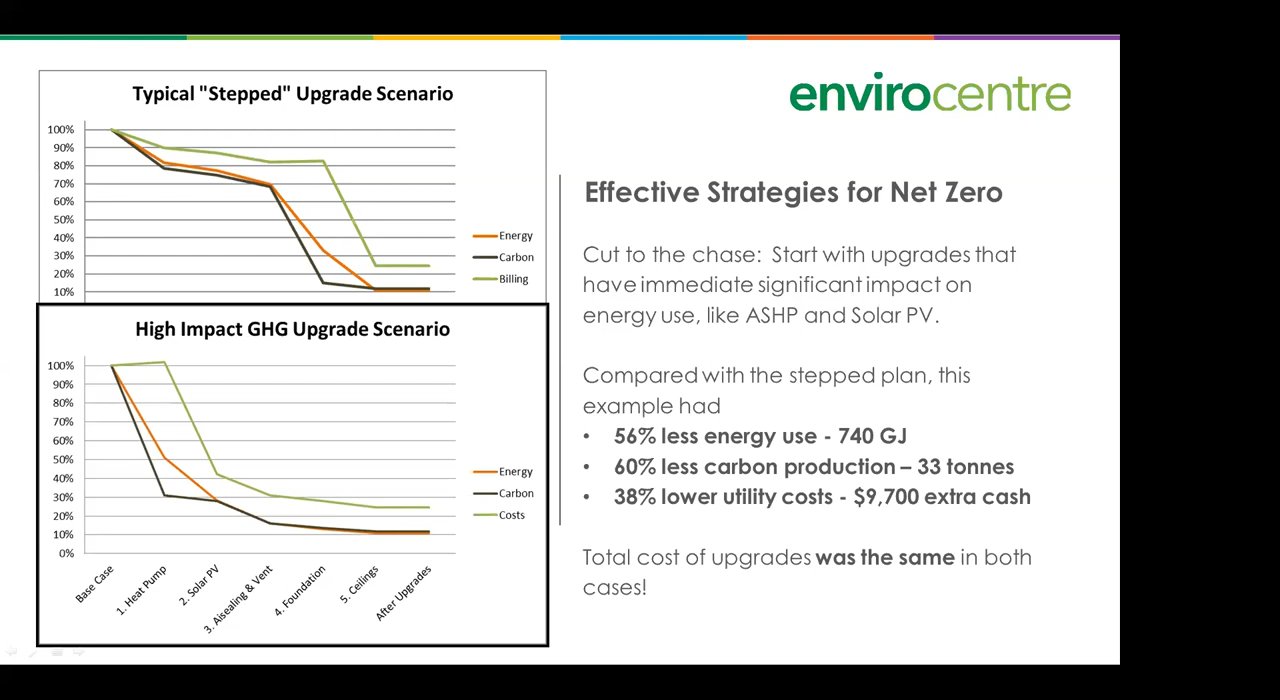 Typical "Stepped" Upgrade Scenario
100%
90%
80%
70%
60%
50%
40%
30%
20%
10%
Energy
Carbon
Billing
High Impact GHG Upgrade Scenario
100%
90%
80%
70%
60%
50%
40%
30%
20%
10%
0%
Energy
Carbon
Costs
Base Case
1. Heat Pump
2. Solar PV
3. Aisealing & Vent
4. Foundation
5. Ceilings
After Upgrades
envirocentre
Effective Strategies for Net Zero
Cut to the chase: Start with upgrades that
have immediate significant impact on
energy use, like ASHP and Solar PV.
Compared with the stepped plan, this
example had
• 56% less energy use - 740 GJ
• 60% less carbon production – 33 tonnes
• 38% lower utility costs - $9,700 extra cash
Total cost of upgrades was the same in both
cases!